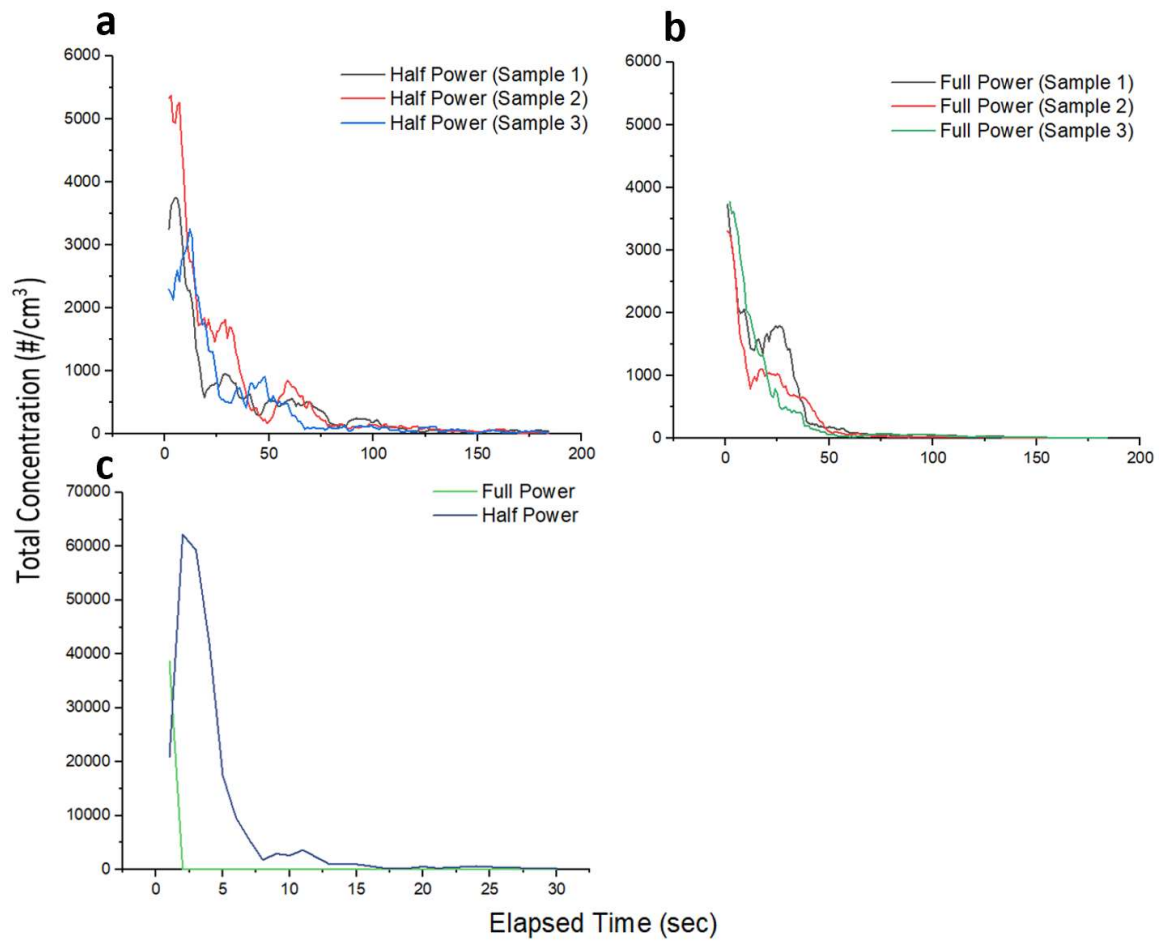 a
6000
5000
4000
3000
2000
1000
0
0 50 100 150 200
Half Power (Sample 1)
Half Power (Sample 2)
Half Power (Sample 3)
b
6000
5000
4000
3000
2000
1000
0
0 50 100 150 200
Full Power (Sample 1)
Full Power (Sample 2)
Full Power (Sample 3)
c
70000
60000
50000
40000
30000
20000
10000
0
0 5 10 15 20 25 30
Full Power
Half Power
Total Concentration (#/cm³)
Elapsed Time (sec)